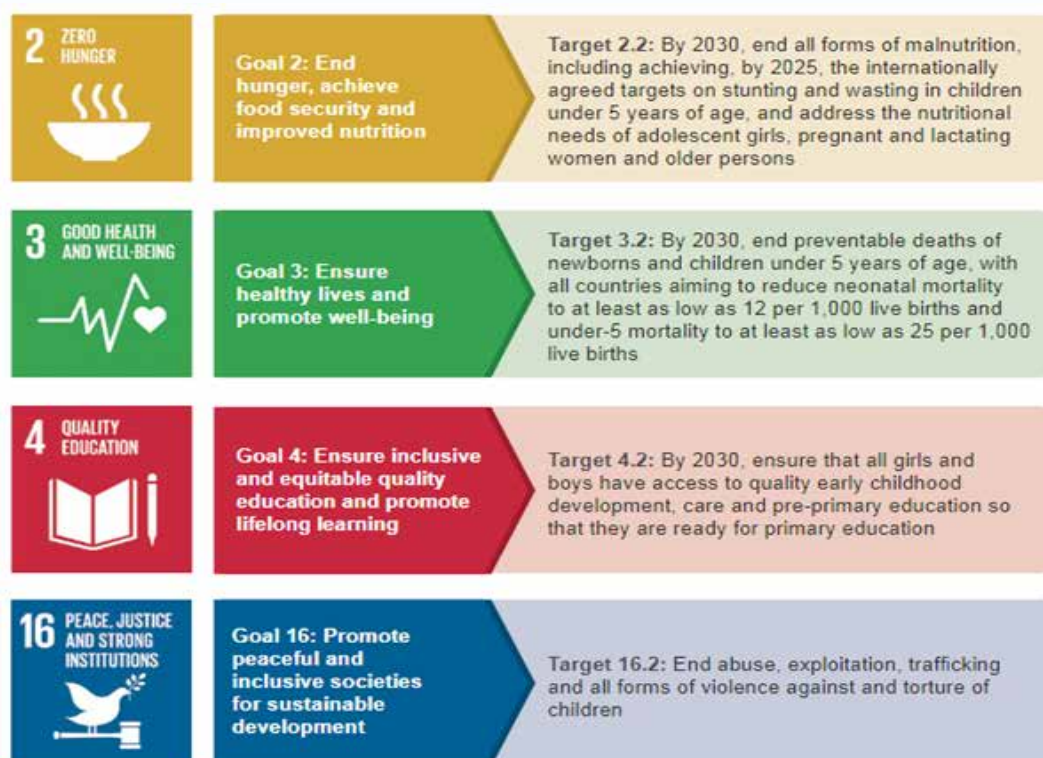 2 ZERO
HUNGER
Goal 2: End
hunger, achieve
food security and
improved nutrition
Target 2.2: By 2030, end all forms of malnutrition,
including achieving, by 2025, the internationally
agreed targets on stunting and wasting in children
under 5 years of age, and address the nutritional
needs of adolescent girls, pregnant and lactating
women and older persons
3 GOOD HEALTH
AND WELL-BEING
Goal 3: Ensure
healthy lives and
promote well-being
Target 3.2: By 2030, end preventable deaths of
newborns and children under 5 years of age, with
all countries aiming to reduce neonatal mortality
to at least as low as 12 per 1,000 live births and
under-5 mortality to at least as low as 25 per 1,000
live births
4 QUALITY
EDUCATION
Goal 4: Ensure inclusive
and equitable quality
education and promote
lifelong learning
Target 4.2: By 2030, ensure that all girls and
boys have access to quality early childhood
development, care and pre-primary education so
that they are ready for primary education
16 PEACE, JUSTICE
AND STRONG
INSTITUTIONS
Goal 16: Promote
peaceful and
inclusive societies
for sustainable
development
Target 16.2: End abuse, exploitation, trafficking
and all forms of violence against and torture of
children